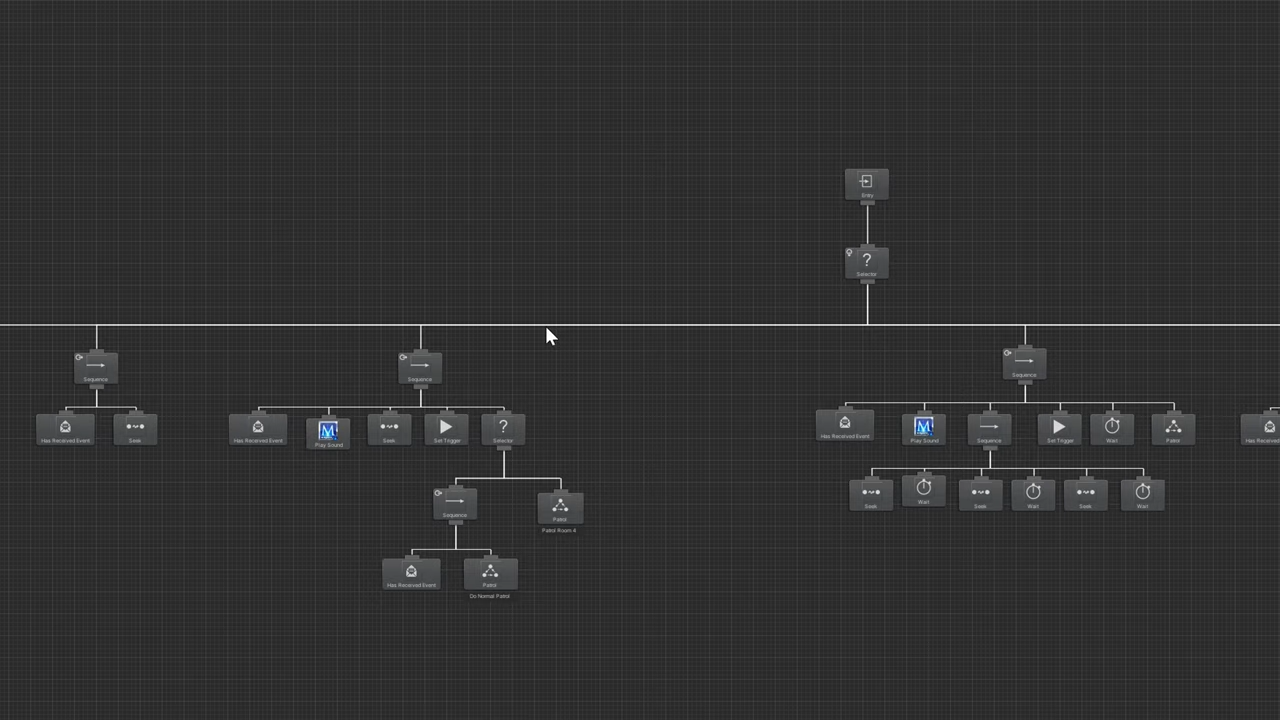 Entry
Selector
Sequence
Sequence
Sequence
Has Received Event
Seek
Has Received Event
Play Sound
Seek
Set Trigger
Selector
Has Received Event
Play Sound
Sequence
Set Trigger
Wait
Patrol
Has Received
Seek
Wait
Seek
Wait
Seek
Wait
Sequence
Patrol
Patrol Room 4
Has Received Event
Patrol
Do Normal Patrol